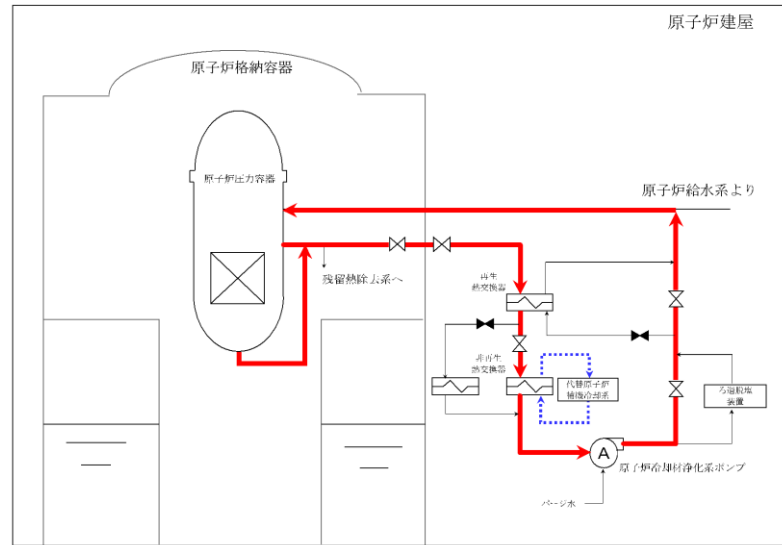 原子炉建屋
原子炉格納容器
原子炉圧力容器
原子炉給水系より
残留熱除去系へ
再生
熱交換器
非再生
熱交換器
代替原子炉
補機冷却系
ろ過脱塩
装置
A
原子炉冷却材浄化系ポンプ
パージ水